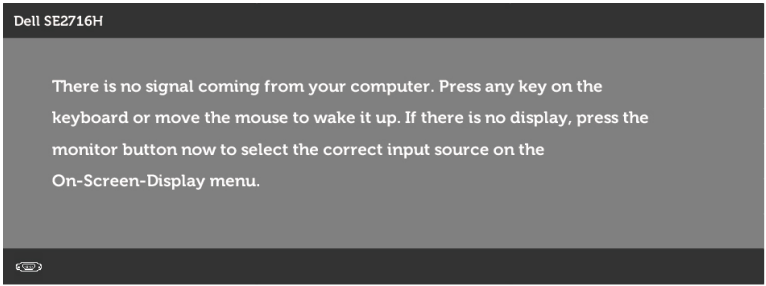 Dell SE2716H
There is no signal coming from your computer. Press any key on the
keyboard or move the mouse to wake it up. If there is no display, press the
monitor button now to select the correct input source on the
On-Screen-Display menu.